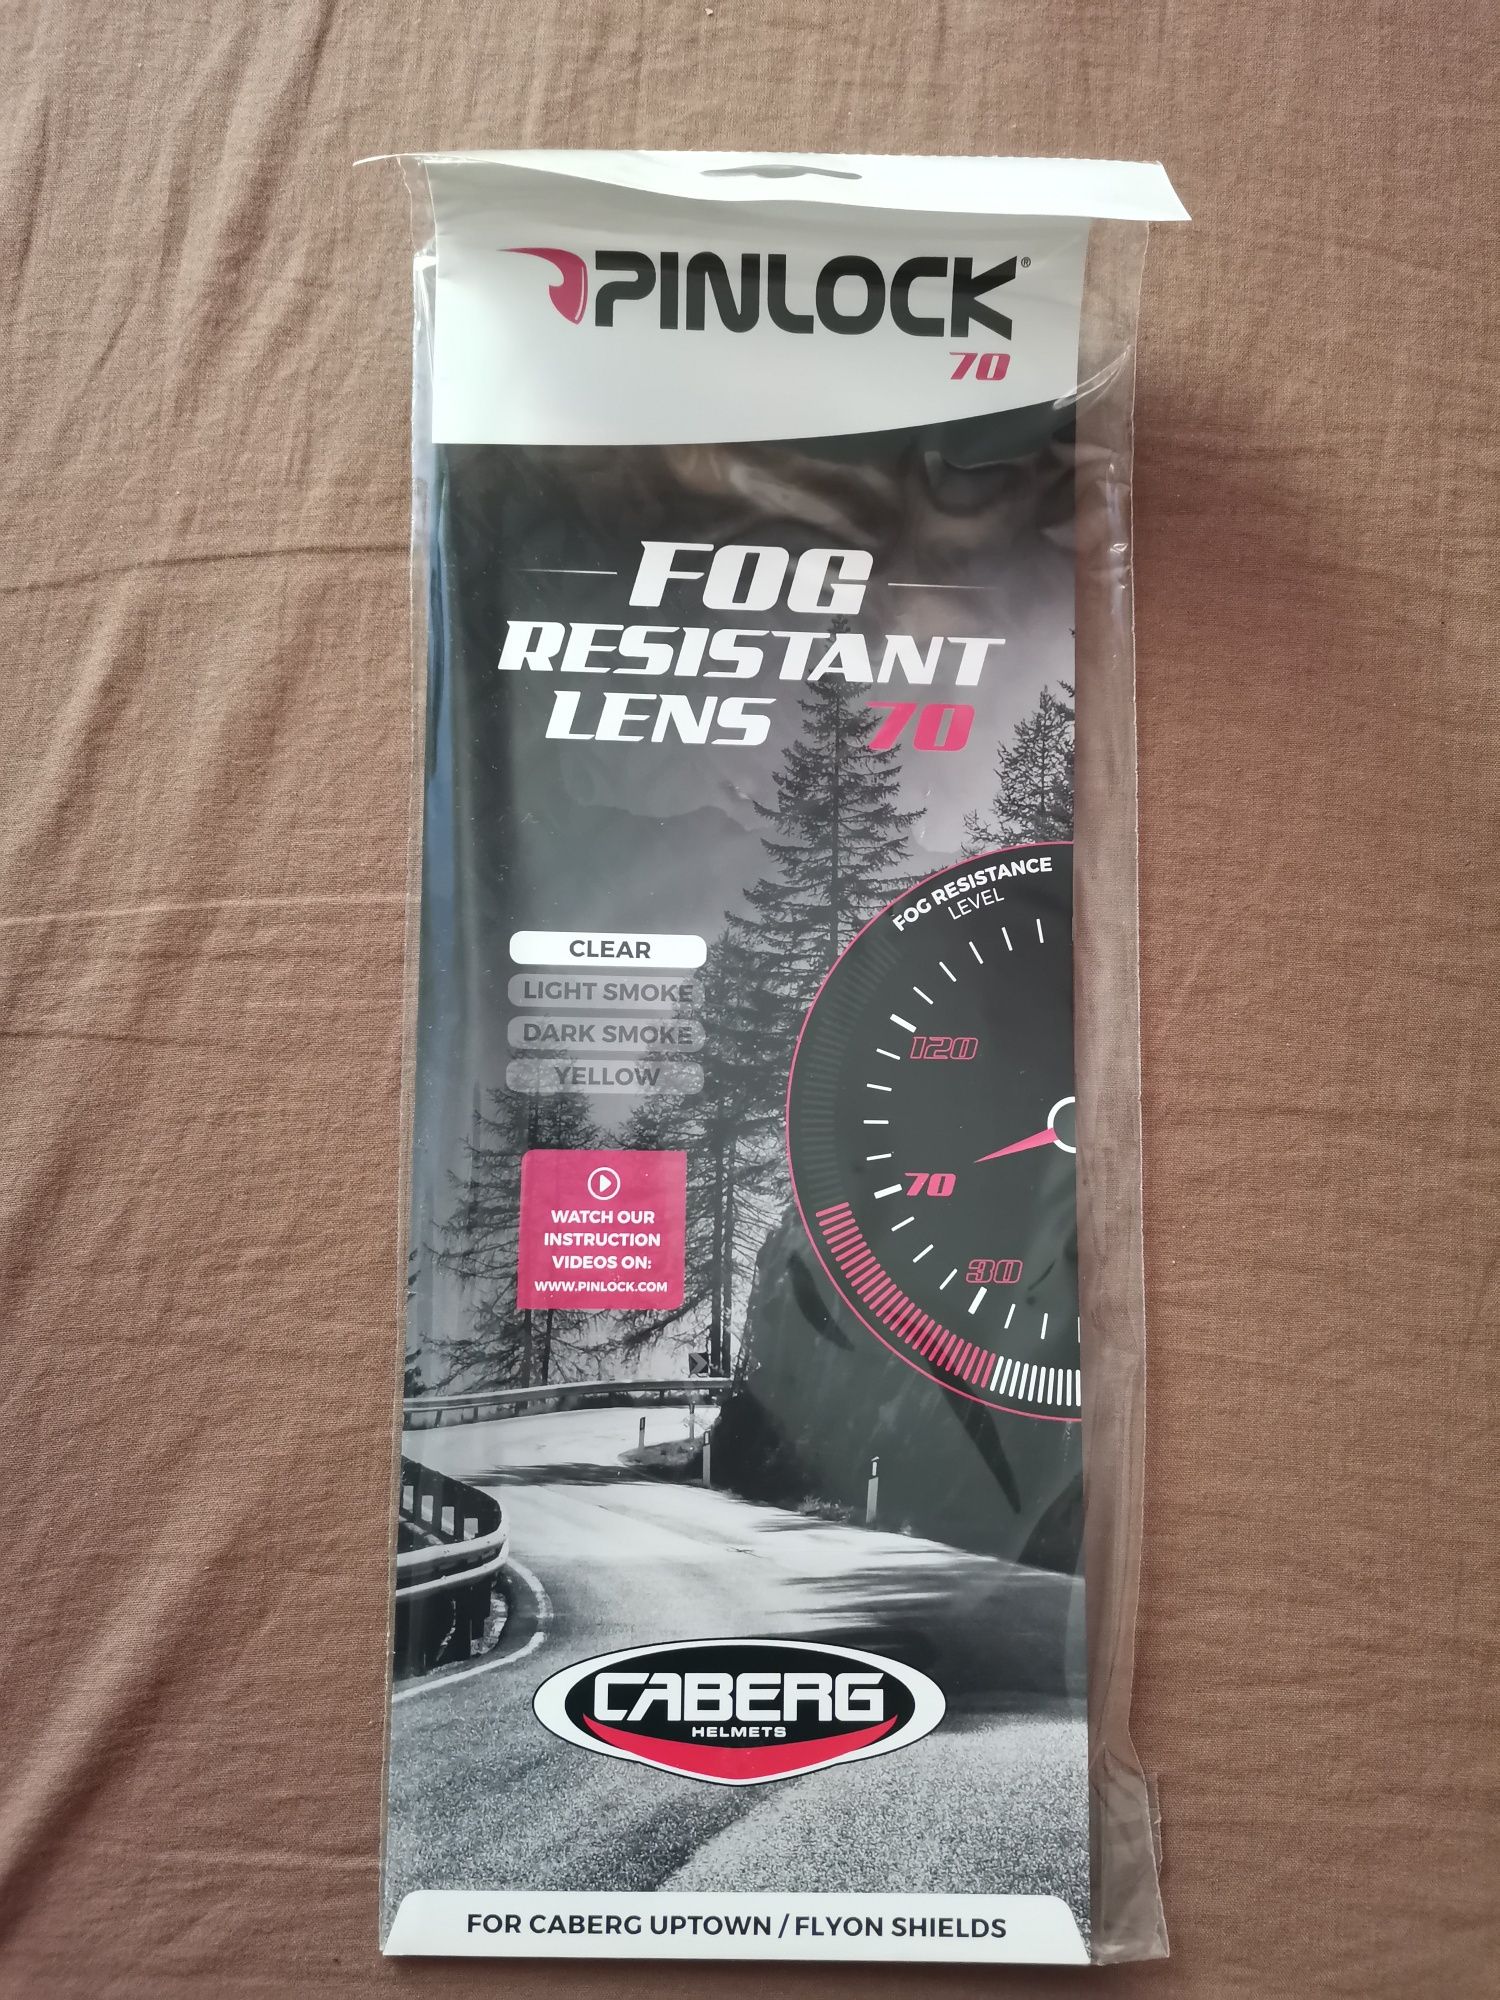 PINLOCK®
70
FOG
RESISTANT
LENS 70
FOG RESISTANCE
LEVEL
CLEAR
LIGHT SMOKE
DARK SMOKE
YELLOW
120
70
30
WATCH OUR
INSTRUCTION
VIDEOS ON:
WWW.PINLOCK.COM
CABERG
HELMETS
FOR CABERG UPTOWN / FLYON SHIELDS